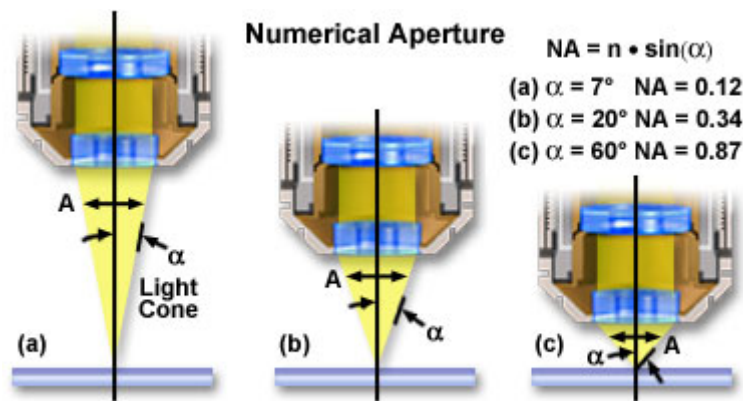 Numerical Aperture
NA = n • sin(α)
(a) α = 7° NA = 0.12
(b) α = 20° NA = 0.34
(c) α = 60° NA = 0.87
A
α
Light
Cone
(a)
A
α
(b)
α
A
(c)